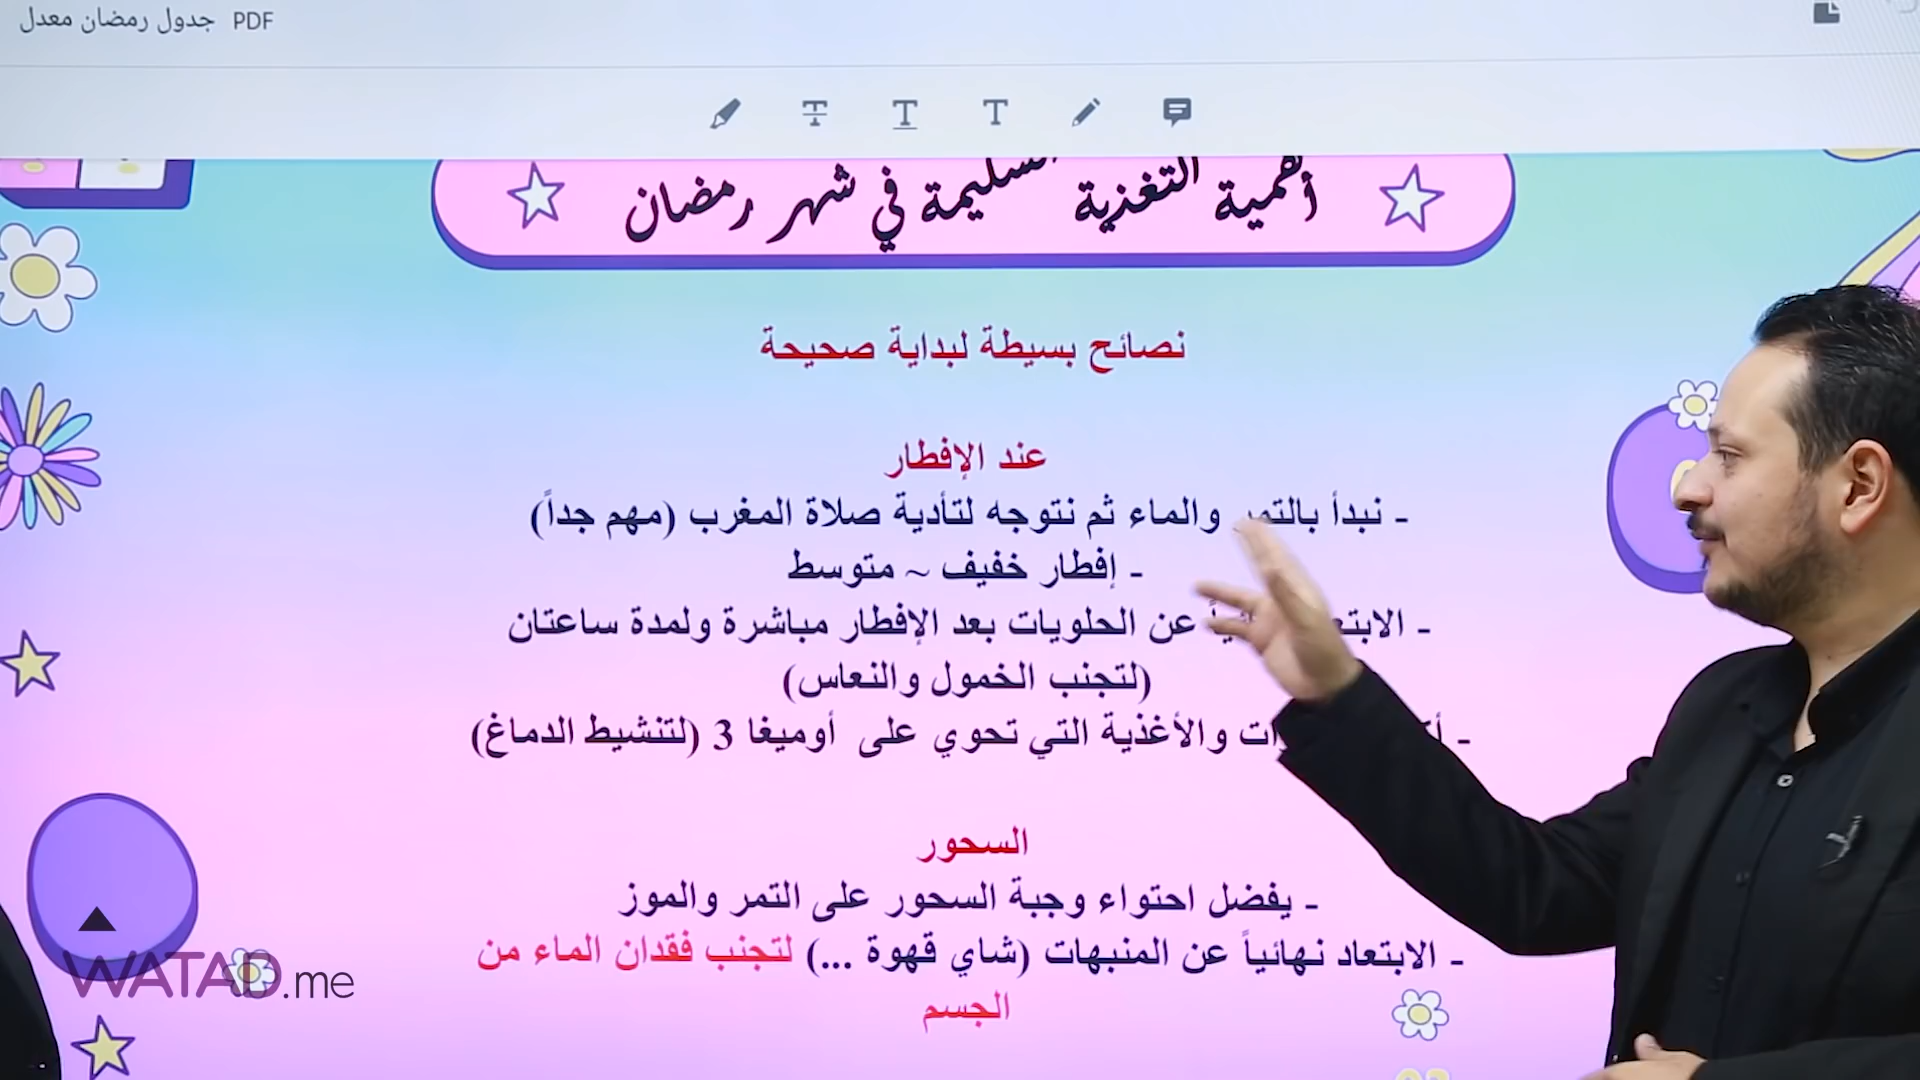 جدول رمضان معدل PDF
أهمية التغذية السليمة في شهر رمضان
نصائح بسيطة لبداية صحيحة
عند الإفطار
- نبدأ بالتمر والماء ثم نتوجه لتأدية صلاة المغرب (مهم جداً)
- إفطار خفيف ~ متوسط
- عن الحلويات بعد الإفطار مباشرة ولمدة ساعتان
(لتجنب الخمول والنعاس)
- والأغذية التي تحوي على أوميغا 3 (لتنشيط الدماغ)
السحور
- يفضل احتواء وجبة السحور على التمر والموز
- الابتعاد نهائياً عن المنبهات (شاي قهوة ...) لتجنب فقدان الماء من
الجسم
WATAD.me